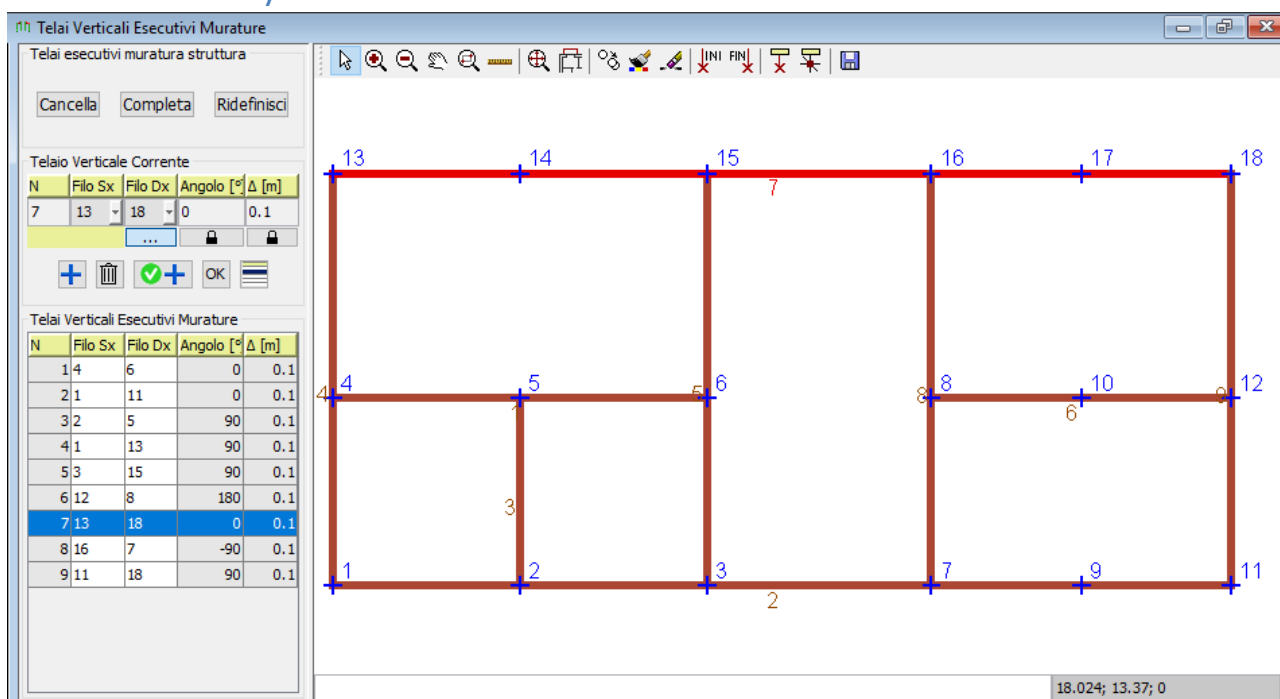 Telai Verticali Esecutivi Murature
Telai esecutivi muratura struttura
Cancella Completa Ridefinisci
INI FIN
Telaio Verticale Corrente
N Filo Sx Filo Dx Angolo [°] Δ [m]
7 13 18 0 0.1
...
OK
Telai Verticali Esecutivi Murature
N Filo Sx Filo Dx Angolo [° Δ [m]
1 4 6 0 0.1
2 1 11 0 0.1
3 2 5 90 0.1
4 1 13 90 0.1
5 3 15 90 0.1
6 12 8 180 0.1
7 13 18 0 0.1
8 16 7 -90 0.1
9 11 18 90 0.1
13 14 15 16 17 18
7
4 4 5 5 6 8 8 10 9 12
1 6
3
1 2 3 7 9 11
2
18.024; 13.37; 0